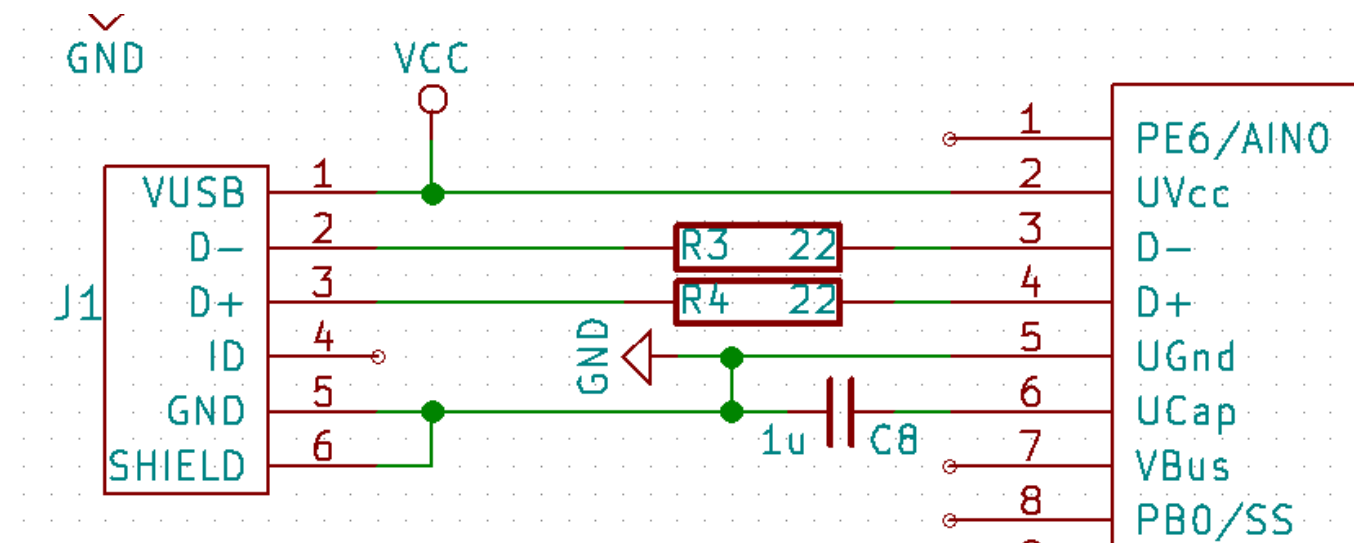 GND
VCC
1
PE6/AIN0
VUSB 1
2 UVcc
D- 2
R3 22
3 D-
J1
D+ 3
R4 22
4 D+
ID 4
GND
5 UGnd
GND 5
6 UCap
1u
C8
SHIELD 6
7 VBus
8 PB0/SS